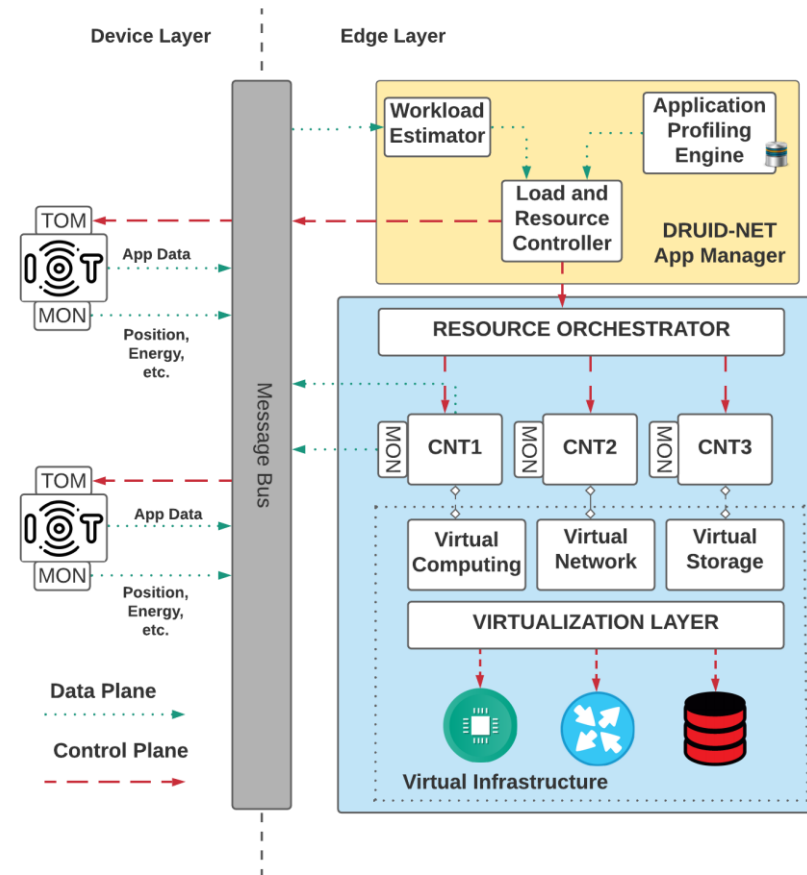 Device Layer
Edge Layer
Workload
Estimator
Application
Profiling
Engine
Load and
Resource
Controller
DRUID-NET
App Manager
TOM
IOT
MON
App Data
Position,
Energy,
etc.
Message Bus
RESOURCE ORCHESTRATOR
MON
CNT1
MON
CNT2
MON
CNT3
TOM
IOT
MON
App Data
Position,
Energy,
etc.
Virtual
Computing
Virtual
Network
Virtual
Storage
VIRTUALIZATION LAYER
Virtual Infrastructure
Data Plane
Control Plane